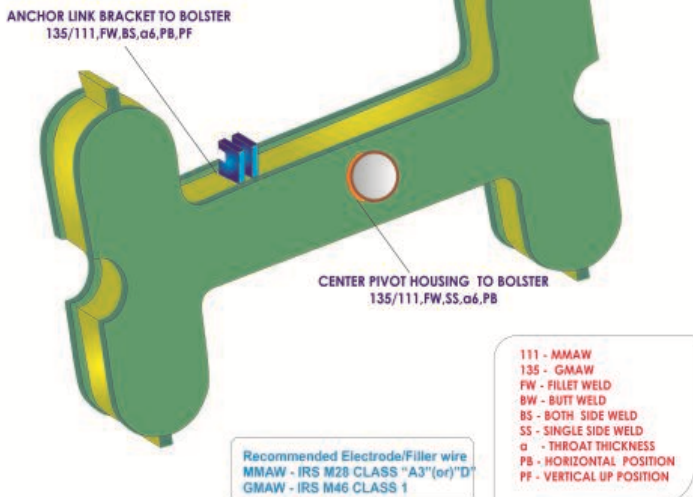 ANCHOR LINK BRACKET TO BOLSTER
135/111,FW,BS,a6,PB,PF
CENTER PIVOT HOUSING TO BOLSTER
135/111,FW,SS,a6,PB
111 - MMAW
135 - GMAW
FW - FILLET WELD
BW - BUTT WELD
BS - BOTH SIDE WELD
SS - SINGLE SIDE WELD
a - THROAT THICKNESS
PB - HORIZONTAL POSITION
PF - VERTICAL UP POSITION
Recommended Electrode/Filler wire
MMAW - IRS M28 CLASS "A3"(or)"D"
GMAW - IRS M46 CLASS 1